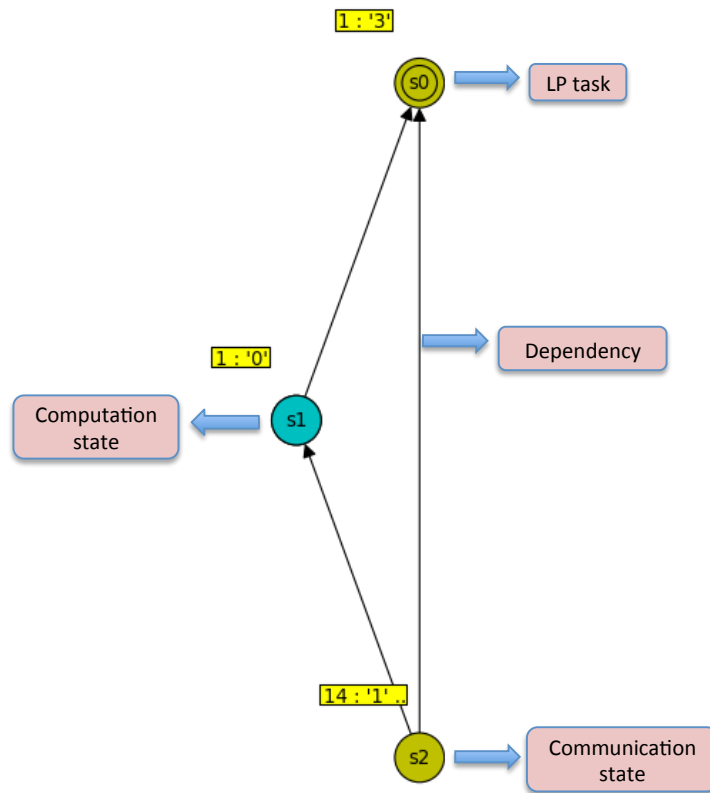 1 : '3'
s0
LP task
Dependency
1 : '0'
Computation
state
s1
14 : '1' ..
s2
Communication
state